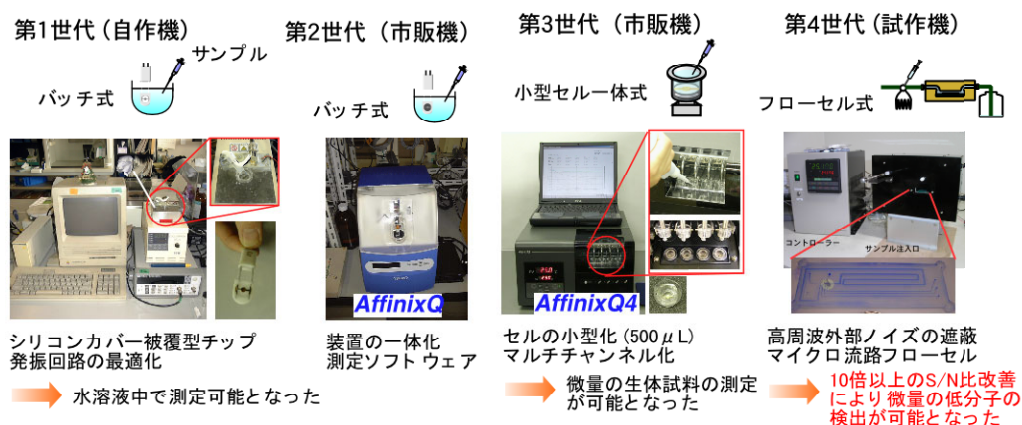 第1世代（自作機）
サンプル
バッチ式
シリコンカバー被覆型チップ
発振回路の最適化
水溶液中で測定可能となった
第2世代（市販機）
バッチ式
AffinixQ
装置の一体化
測定ソフトウェア
第3世代（市販機）
小型セル一体式
AffinixQ4
セルの小型化（500μL）
マルチチャンネル化
微量の生体試料の測定
が可能となった
第4世代（試作機）
フローセル式
コントローラー
サンプル注入口
高周波外部ノイズの遮蔽
マイクロ流路フローセル
10倍以上のS/N比改善
により微量の低分子の
検出が可能となった